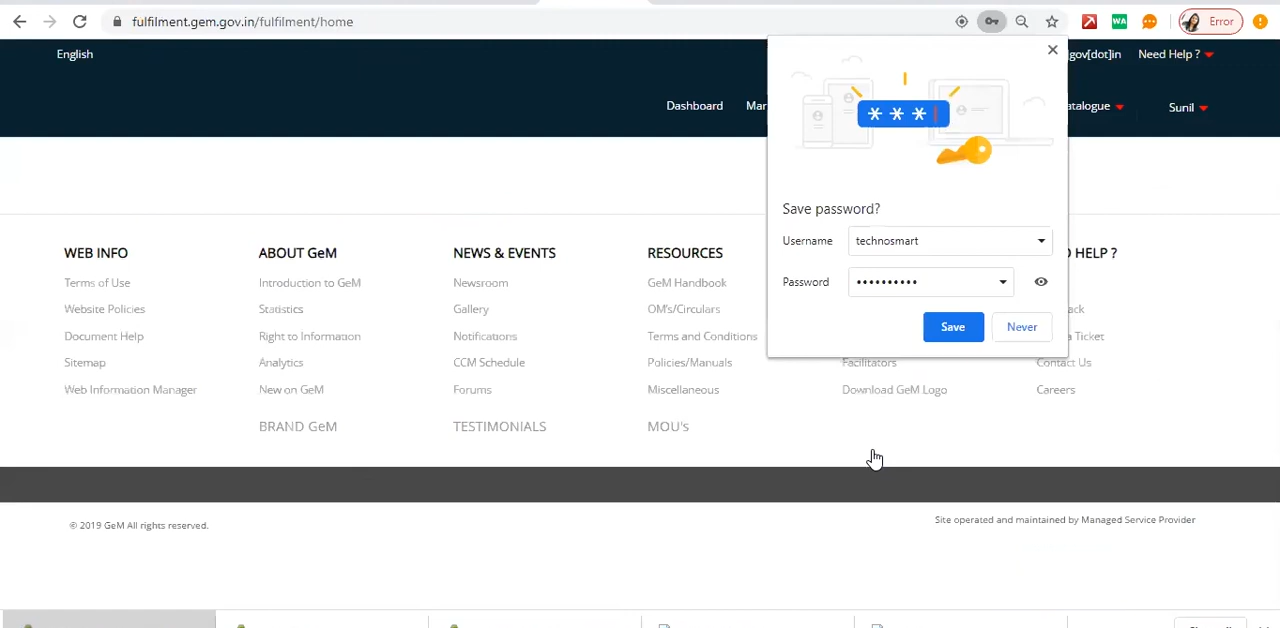 fulfilment.gem.gov.in/fulfilment/home
WA
Error
English
gov[dot]in
Need Help ?
Dashboard
Mar
atalogue
Sunil
* * *
Save password?
Username
technosmart
Password
••••••••••
Save
Never
WEB INFO
Terms of Use
Website Policies
Document Help
Sitemap
Web Information Manager
ABOUT GeM
Introduction to GeM
Statistics
Right to Information
Analytics
New on GeM
BRAND GeM
NEWS & EVENTS
Newsroom
Gallery
Notifications
CCM Schedule
Forums
TESTIMONIALS
RESOURCES
GeM Handbook
OM's/Circulars
Terms and Conditions
Policies/Manuals
Miscellaneous
MOU's
Facilitators
Download GeM Logo
HELP ?
ack
a Ticket
Contact Us
Careers
© 2019 GeM All rights reserved.
Site operated and maintained by Managed Service Provider